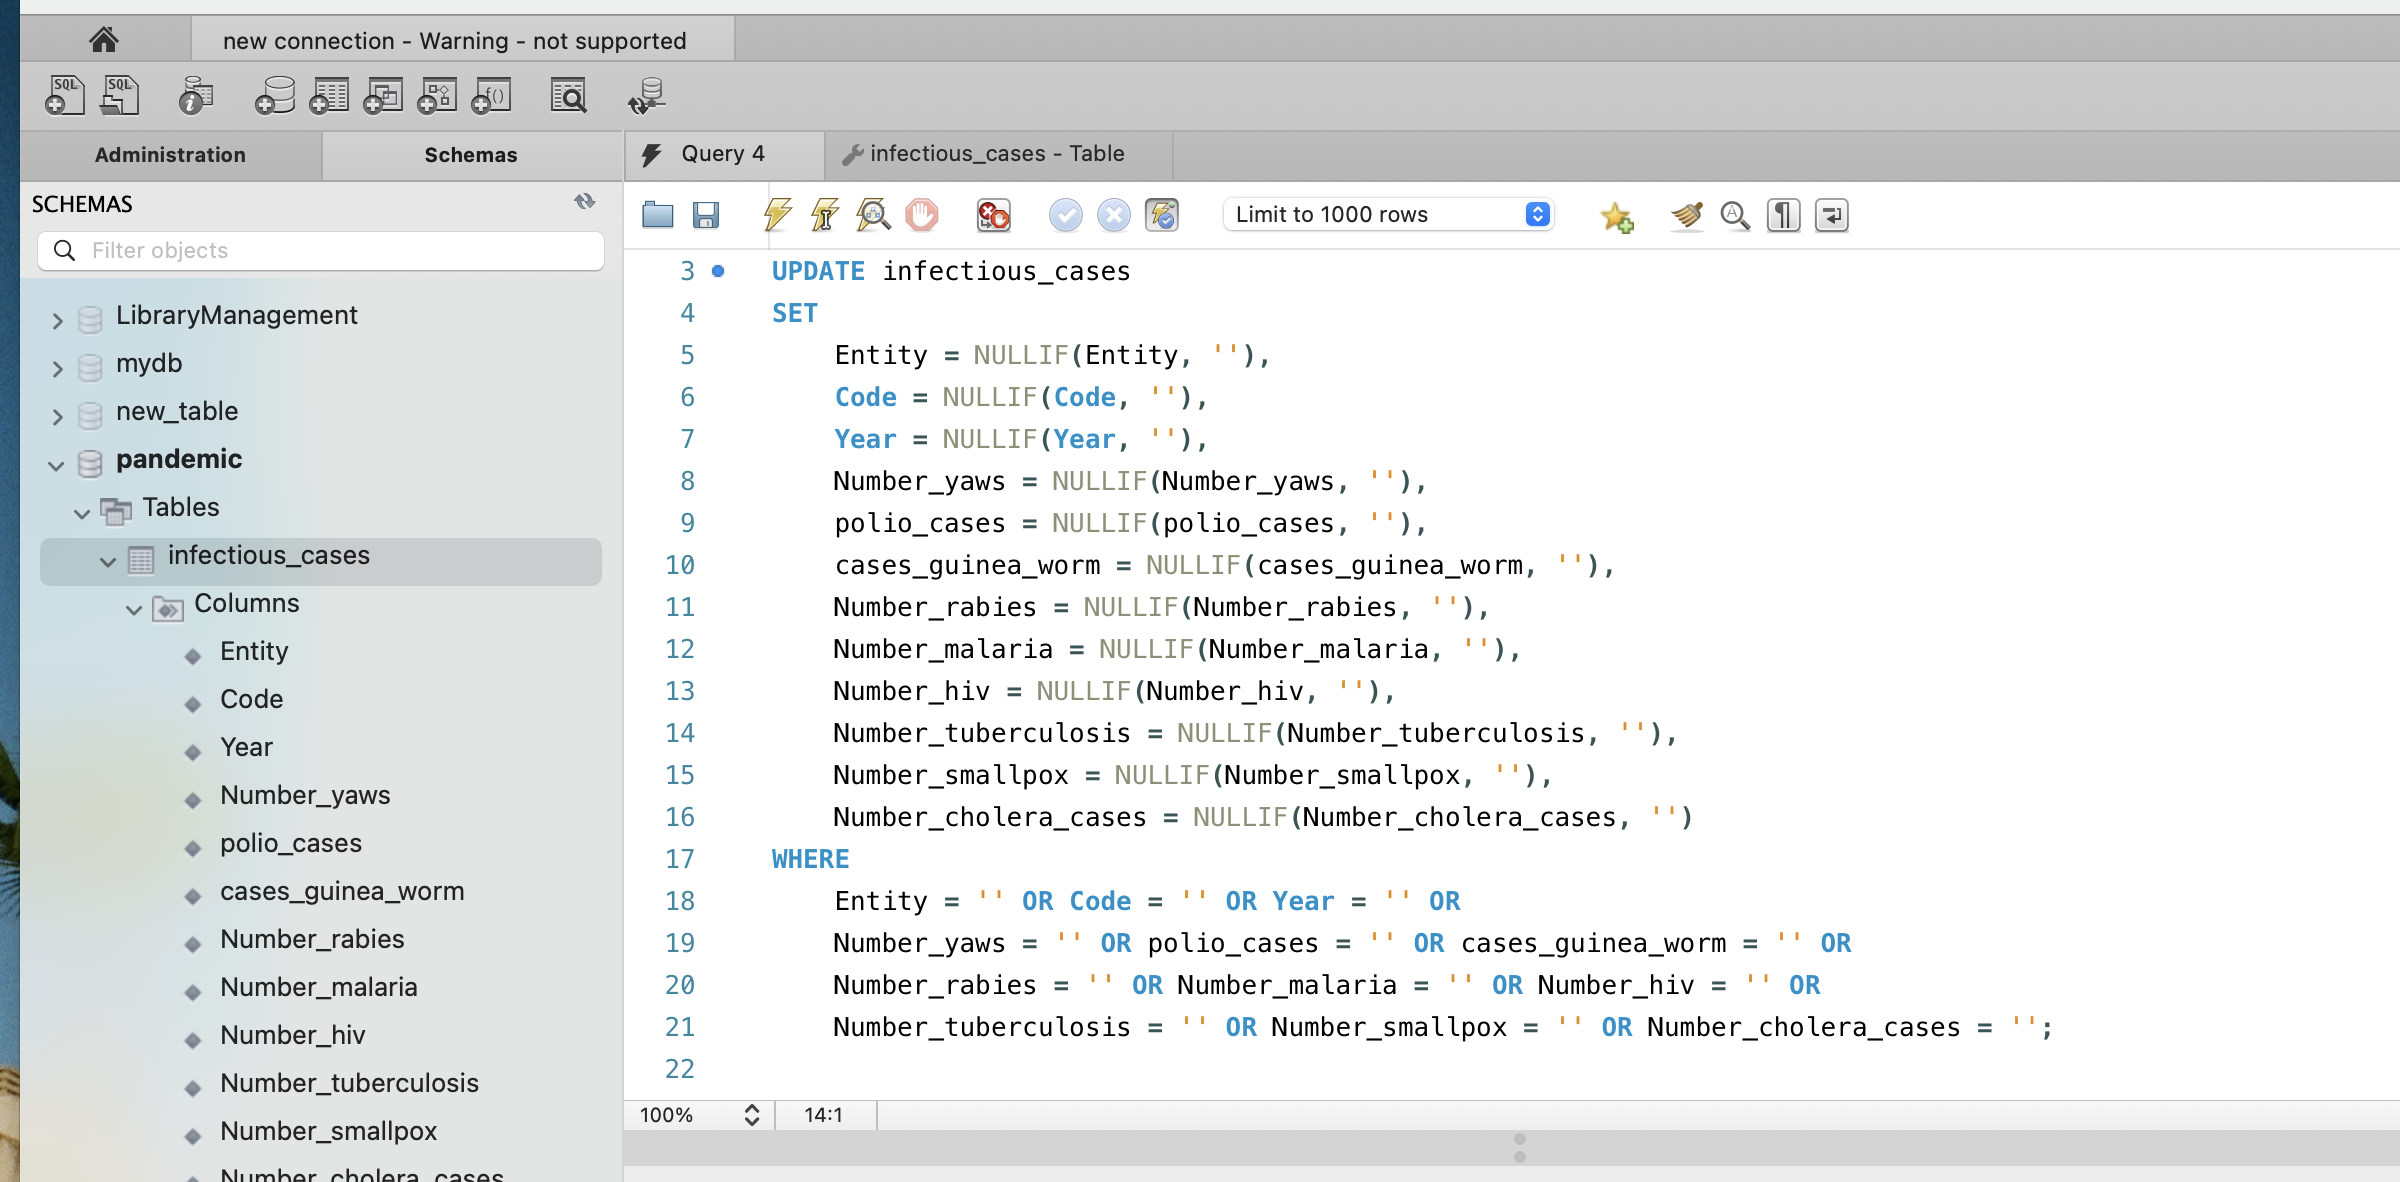 new connection - Warning - not supported
SQL SQL
Administration Schemas
Query 4 infectious_cases - Table
SCHEMAS
Filter objects
Limit to 1000 rows
LibraryManagement
mydb
new_table
pandemic
Tables
infectious_cases
Columns
Entity
Code
Year
Number_yaws
polio_cases
cases_guinea_worm
Number_rabies
Number_malaria
Number_hiv
Number_tuberculosis
Number_smallpox
Number_cholera_cases
3 UPDATE infectious_cases
4 SET
5 Entity = NULLIF(Entity, ''),
6 Code = NULLIF(Code, ''),
7 Year = NULLIF(Year, ''),
8 Number_yaws = NULLIF(Number_yaws, ''),
9 polio_cases = NULLIF(polio_cases, ''),
10 cases_guinea_worm = NULLIF(cases_guinea_worm, ''),
11 Number_rabies = NULLIF(Number_rabies, ''),
12 Number_malaria = NULLIF(Number_malaria, ''),
13 Number_hiv = NULLIF(Number_hiv, ''),
14 Number_tuberculosis = NULLIF(Number_tuberculosis, ''),
15 Number_smallpox = NULLIF(Number_smallpox, ''),
16 Number_cholera_cases = NULLIF(Number_cholera_cases, '')
17 WHERE
18 Entity = '' OR Code = '' OR Year = '' OR
19 Number_yaws = '' OR polio_cases = '' OR cases_guinea_worm = '' OR
20 Number_rabies = '' OR Number_malaria = '' OR Number_hiv = '' OR
21 Number_tuberculosis = '' OR Number_smallpox = '' OR Number_cholera_cases = '';
22
100% 14:1